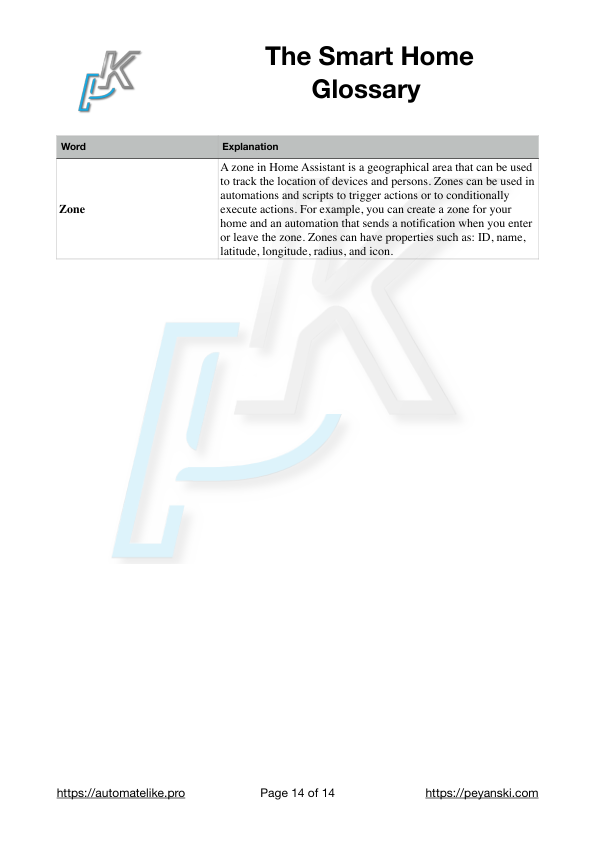 The Smart Home
Glossary
Word Explanation
Zone
A zone in Home Assistant is a geographical area that can be used
to track the location of devices and persons. Zones can be used in
automations and scripts to trigger actions or to conditionally
execute actions. For example, you can create a zone for your
home and an automation that sends a notification when you enter
or leave the zone. Zones can have properties such as: ID, name,
latitude, longitude, radius, and icon.
https://automatelike.pro Page 14 of 14 https://peyanski.com